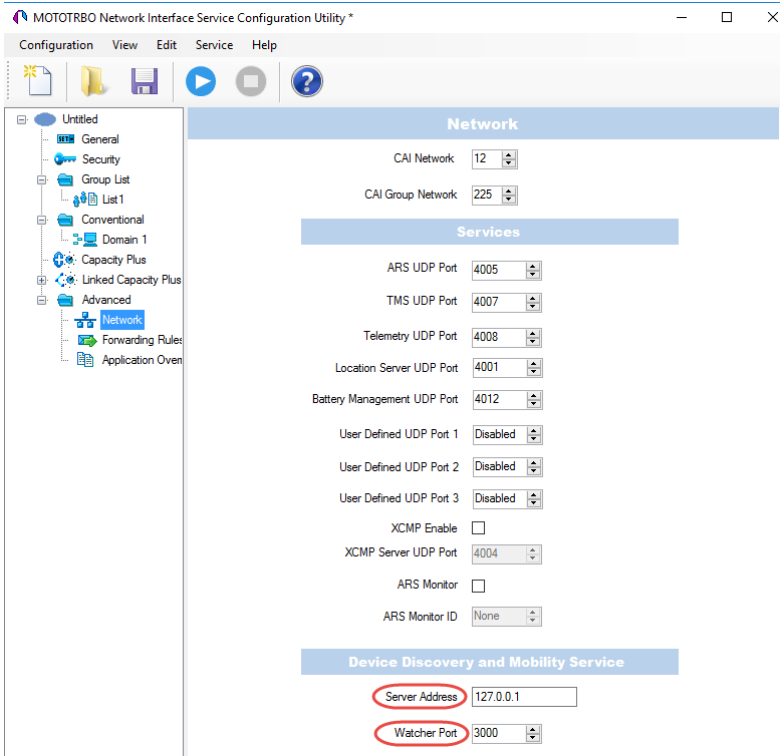 MOTOTRBO Network Interface Service Configuration Utility *
Configuration View Edit Service Help
Untitled
General
Security
Group List
List1
Conventional
Domain 1
Capacity Plus
Linked Capacity Plus
Advanced
Network
Forwarding Rules
Application Overr
Network
CAI Network 12
CAI Group Network 225
Services
ARS UDP Port 4005
TMS UDP Port 4007
Telemetry UDP Port 4008
Location Server UDP Port 4001
Battery Management UDP Port 4012
User Defined UDP Port 1 Disabled
User Defined UDP Port 2 Disabled
User Defined UDP Port 3 Disabled
XCMP Enable
XCMP Server UDP Port 4004
ARS Monitor
ARS Monitor ID None
Device Discovery and Mobility Service
Server Address 127.0.0.1
Watcher Port 3000